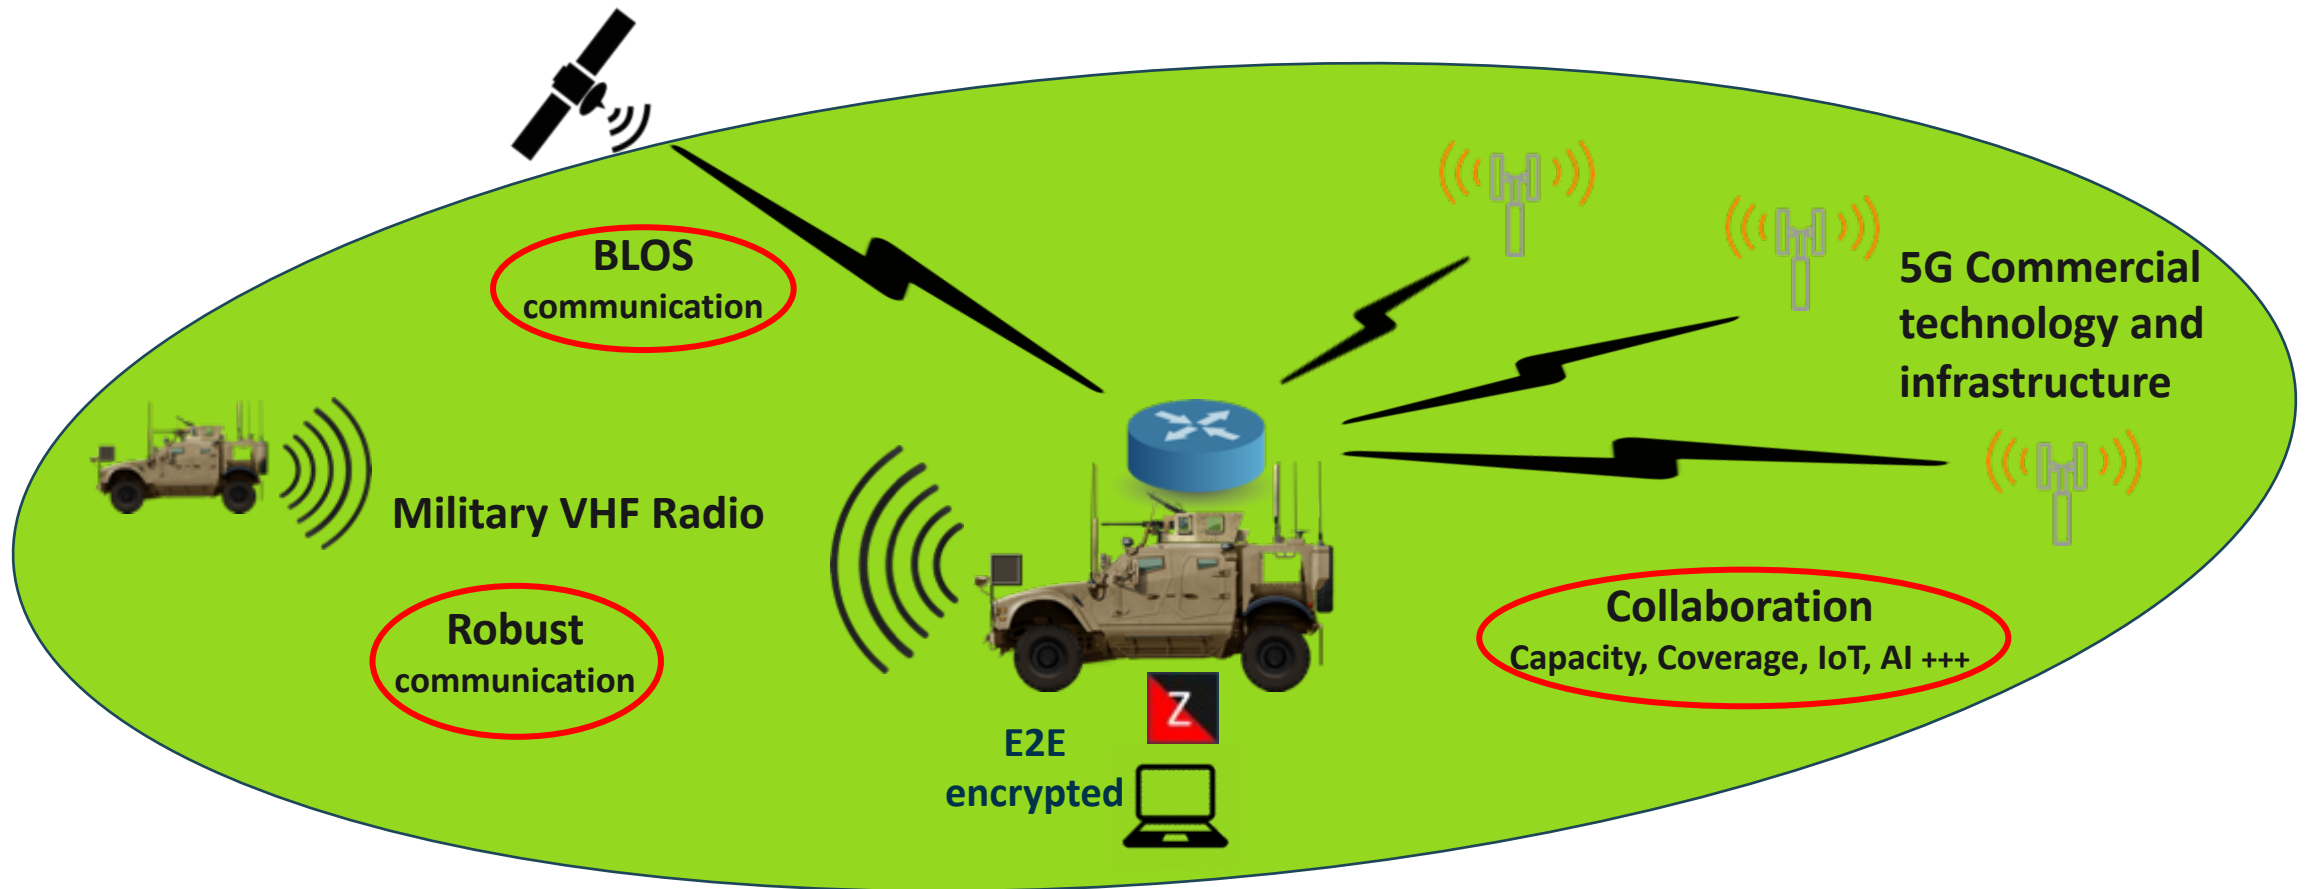 BLOS
communication
5G Commercial
technology and
infrastructure
Military VHF Radio
Robust
communication
Collaboration
Capacity, Coverage, IoT, AI +++
Z
E2E
encrypted